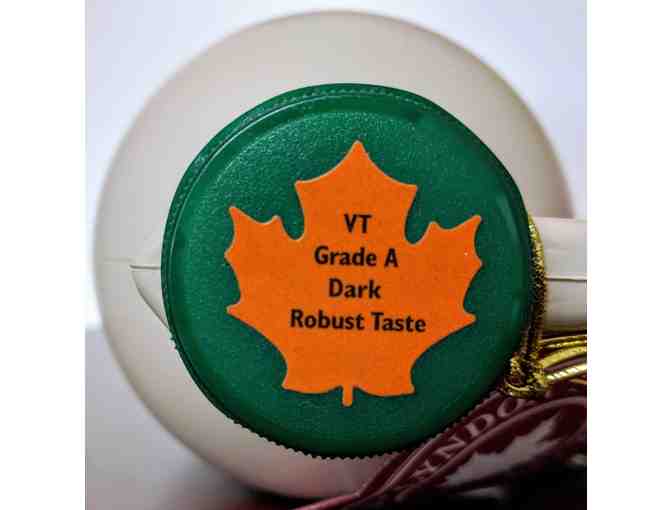 VT
Grade A
Dark
Robust Taste